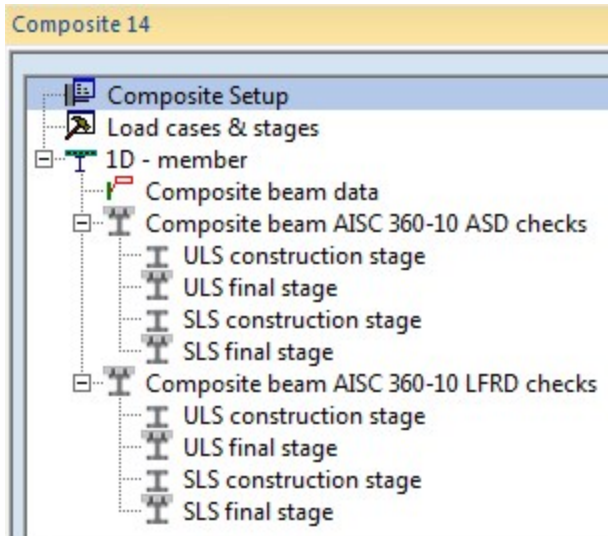 Composite 14
Composite Setup
Load cases & stages
1D - member
Composite beam data
Composite beam AISC 360-10 ASD checks
ULS construction stage
ULS final stage
SLS construction stage
SLS final stage
Composite beam AISC 360-10 LFRD checks
ULS construction stage
ULS final stage
SLS construction stage
SLS final stage